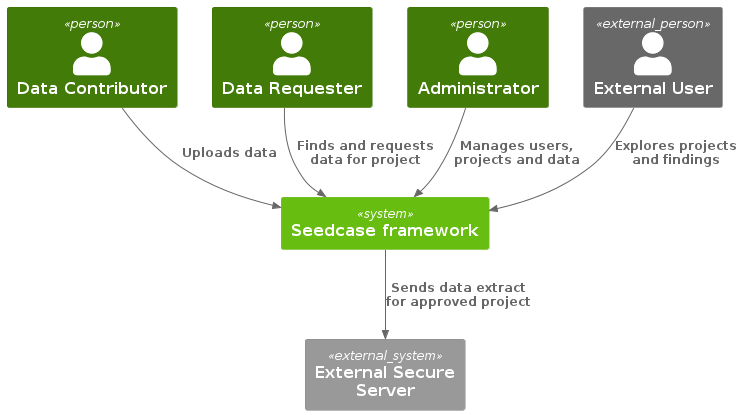 «person»
Data Contributor
«person»
Data Requester
«person»
Administrator
«external_person»
External User
Uploads data
Finds and requests
data for project
Manages users,
projects and data
Explores projects
and findings
«system»
Seedcase framework
Sends data extract
for approved project
«external_system»
External Secure
Server